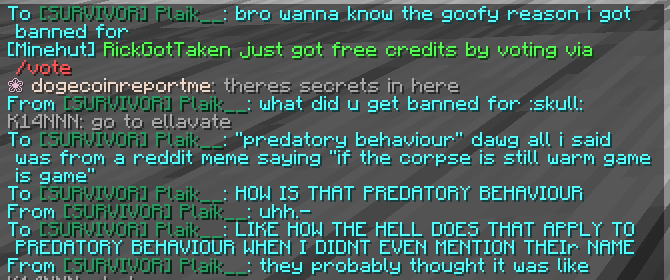 To [SURVIVOR] Plaik__: bro wanna know the goofy reason i got
banned for
[Minehut] RickGotTaken just got free credits by voting via
/vote
❀ dogecoinreportme: theres secrets in here
From [SURVIVOR] Plaik__: what did u get banned for :skull:
K14NNN: go to ellavate
To [SURVIVOR] Plaik__: "predatory behaviour" dawg all i said
was from a reddit meme saying "if the corpse is still warm game
is game"
To [SURVIVOR] Plaik__: HOW IS THAT PREDATORY BEHAVIOUR
From [SURVIVOR] Plaik__: uhh.-
To [SURVIVOR] Plaik__: LIKE HOW THE HELL DOES THAT APPLY TO
PREDATORY BEHAVIOUR WHEN I DIDNT EVEN MENTION THEIr NAME
From [SURVIVOR] Plaik__: they probably thought it was like